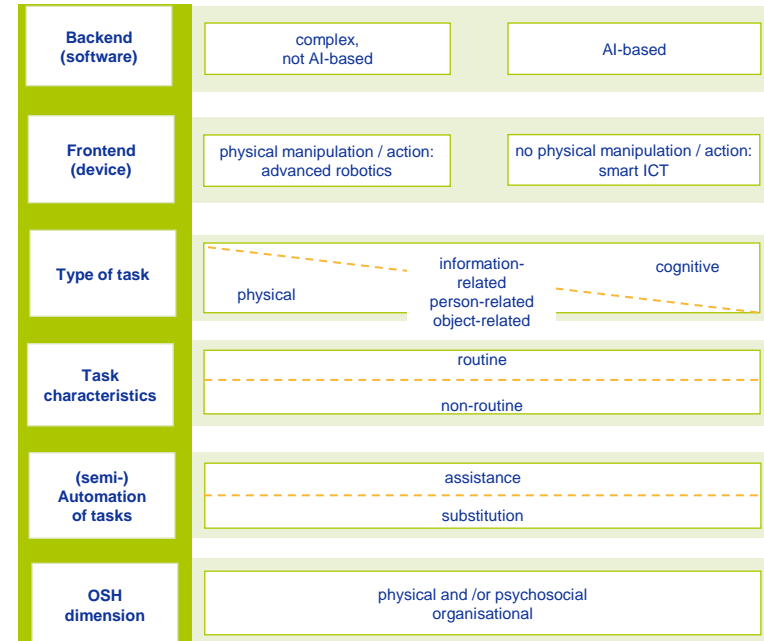 Backend
(software)
complex,
not AI-based
AI-based
Frontend
(device)
physical manipulation / action:
advanced robotics
no physical manipulation / action:
smart ICT
Type of task
physical
information-
related
person-related
object-related
cognitive
Task
characteristics
routine
non-routine
(semi-)
Automation
of tasks
assistance
substitution
OSH
dimension
physical and /or psychosocial
organisational